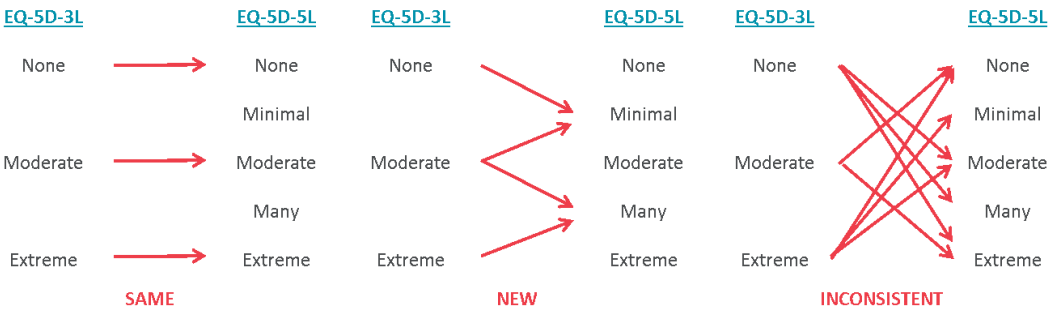 EQ-5D-3L EQ-5D-5L EQ-5D-3L EQ-5D-5L EQ-5D-3L EQ-5D-5L
None None None None None None
Minimal Minimal Minimal
Moderate Moderate Moderate Moderate Moderate Moderate
Many Many Many
Extreme Extreme Extreme Extreme Extreme Extreme
SAME NEW INCONSISTENT